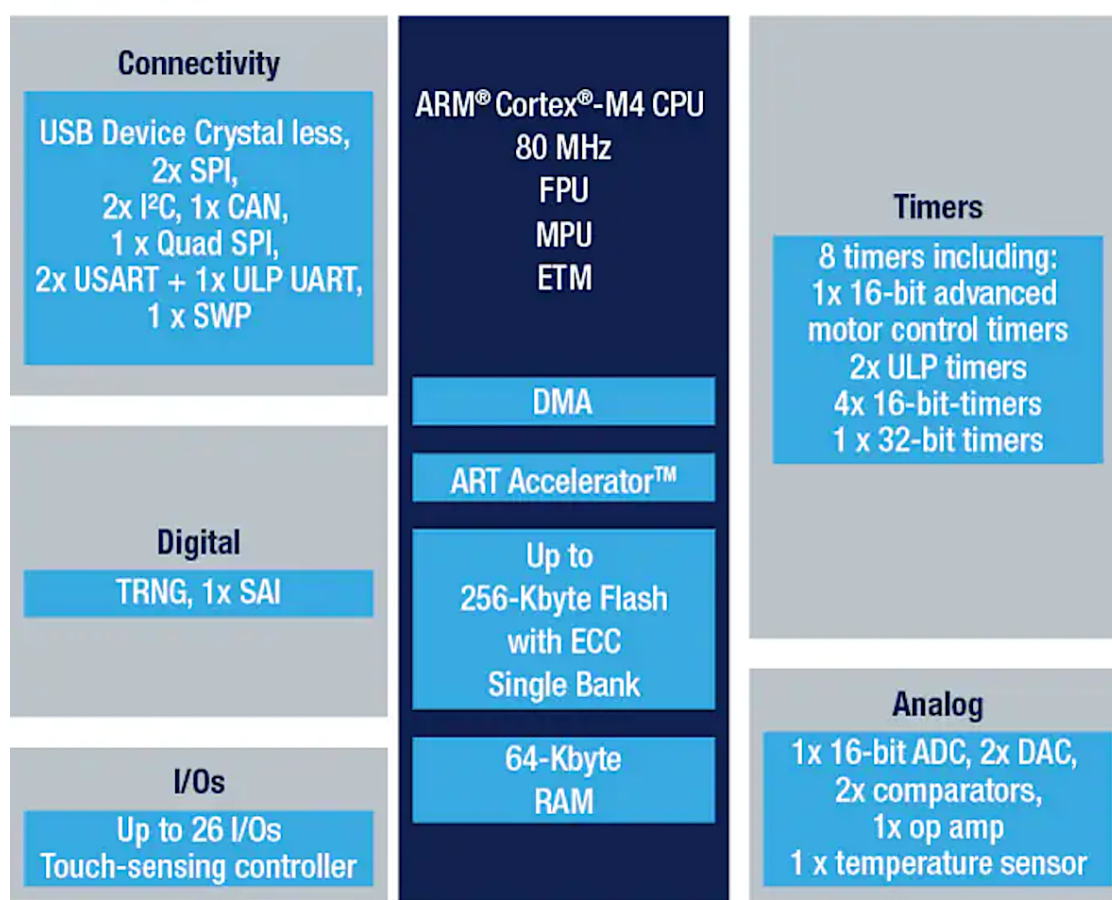 Connectivity
USB Device Crystal less,
2x SPI,
2x I²C, 1x CAN,
1 x Quad SPI,
2x USART + 1x ULP UART,
1 x SWP
Digital
TRNG, 1x SAI
I/Os
Up to 26 I/Os
Touch-sensing controller
ARM® Cortex®-M4 CPU
80 MHz
FPU
MPU
ETM
DMA
ART Accelerator™
Up to
256-Kbyte Flash
with ECC
Single Bank
64-Kbyte
RAM
Timers
8 timers including:
1x 16-bit advanced
motor control timers
2x ULP timers
4x 16-bit-timers
1 x 32-bit timers
Analog
1x 16-bit ADC, 2x DAC,
2x comparators,
1x op amp
1 x temperature sensor